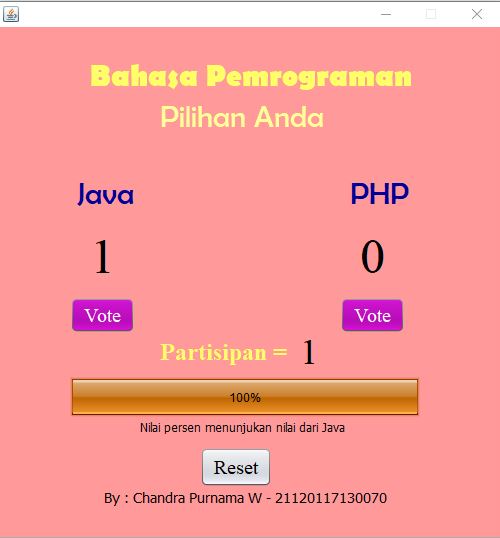 Bahasa Pemrograman
Pilihan Anda
Java PHP
1 0
Vote Vote
Partisipan = 1
100%
Nilai persen menunjukan nilai dari Java
Reset
By : Chandra Purnama W - 21120117130070